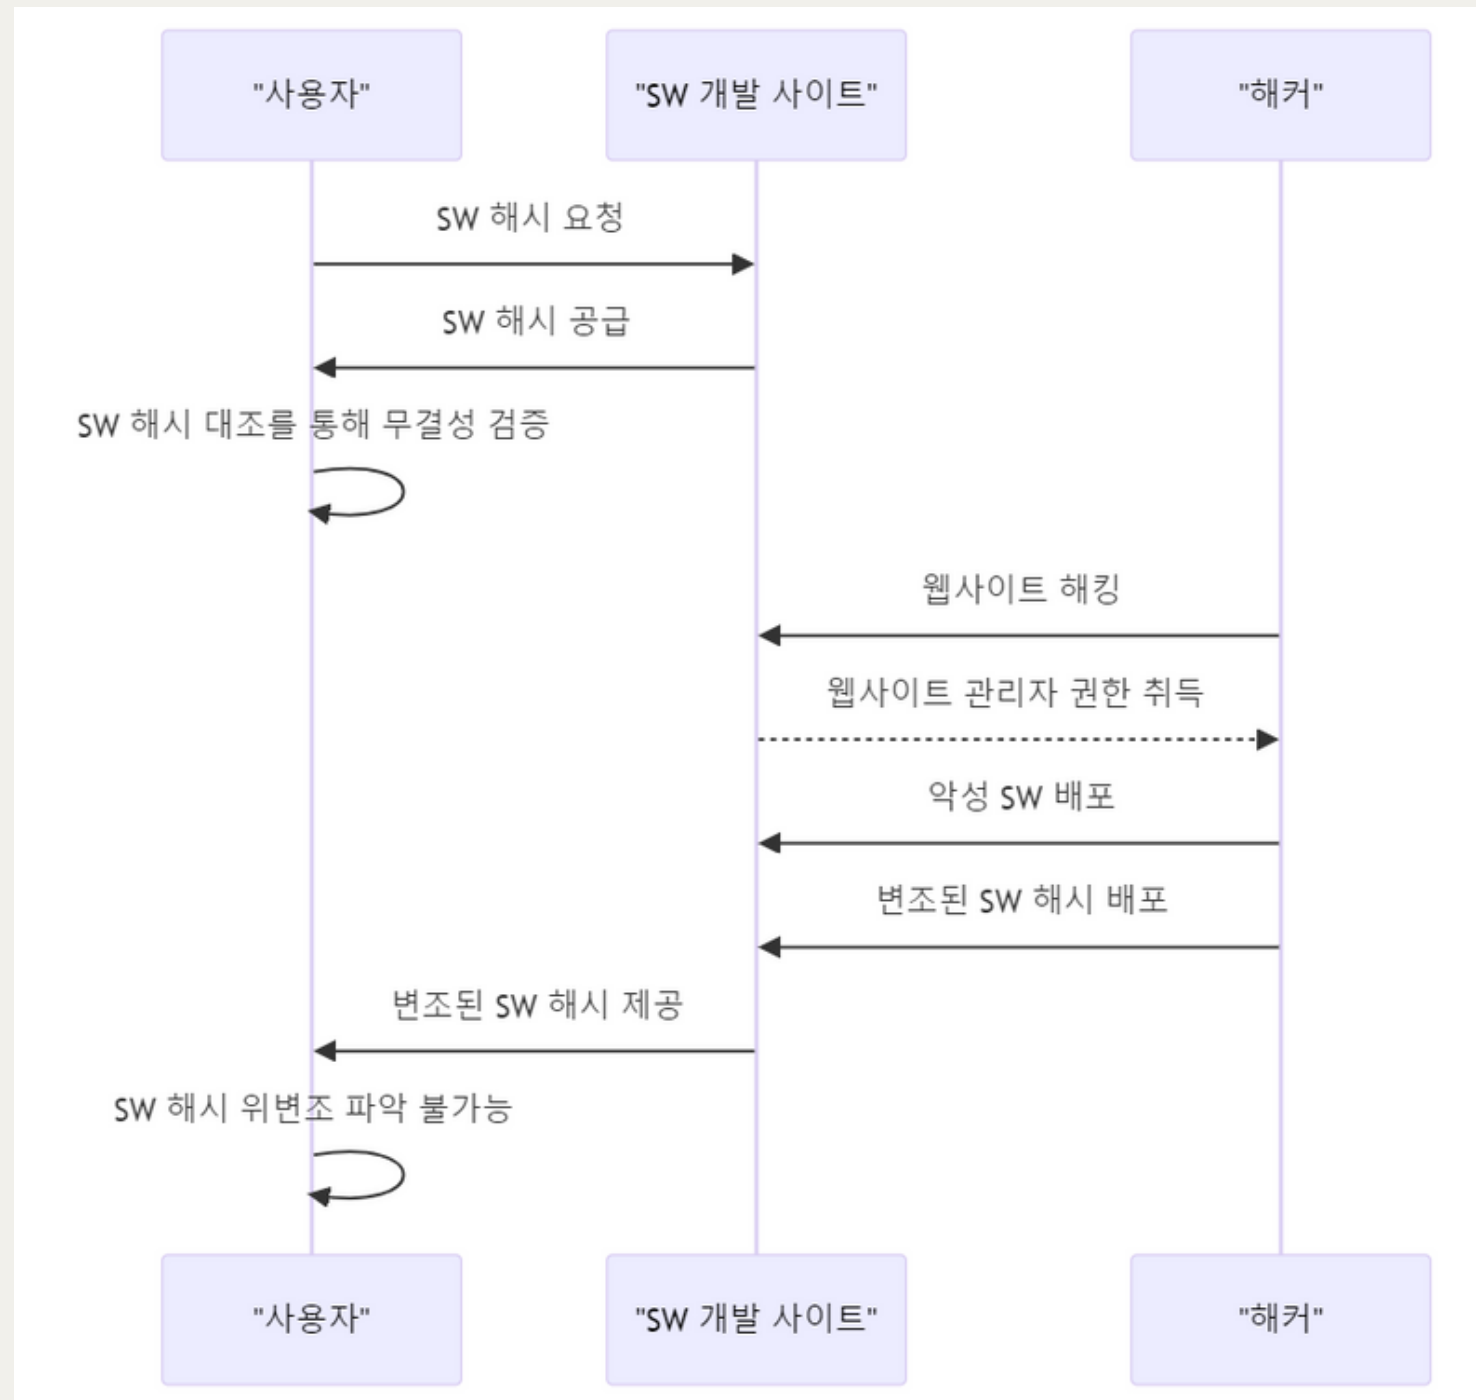 "사용자"
"SW 개발 사이트"
"해커"
SW 해시 요청
SW 해시 공급
SW 해시 대조를 통해 무결성 검증
웹사이트 해킹
웹사이트 관리자 권한 취득
악성 SW 배포
변조된 SW 해시 배포
변조된 SW 해시 제공
SW 해시 위변조 파악 불가능
"사용자"
"SW 개발 사이트"
"해커"